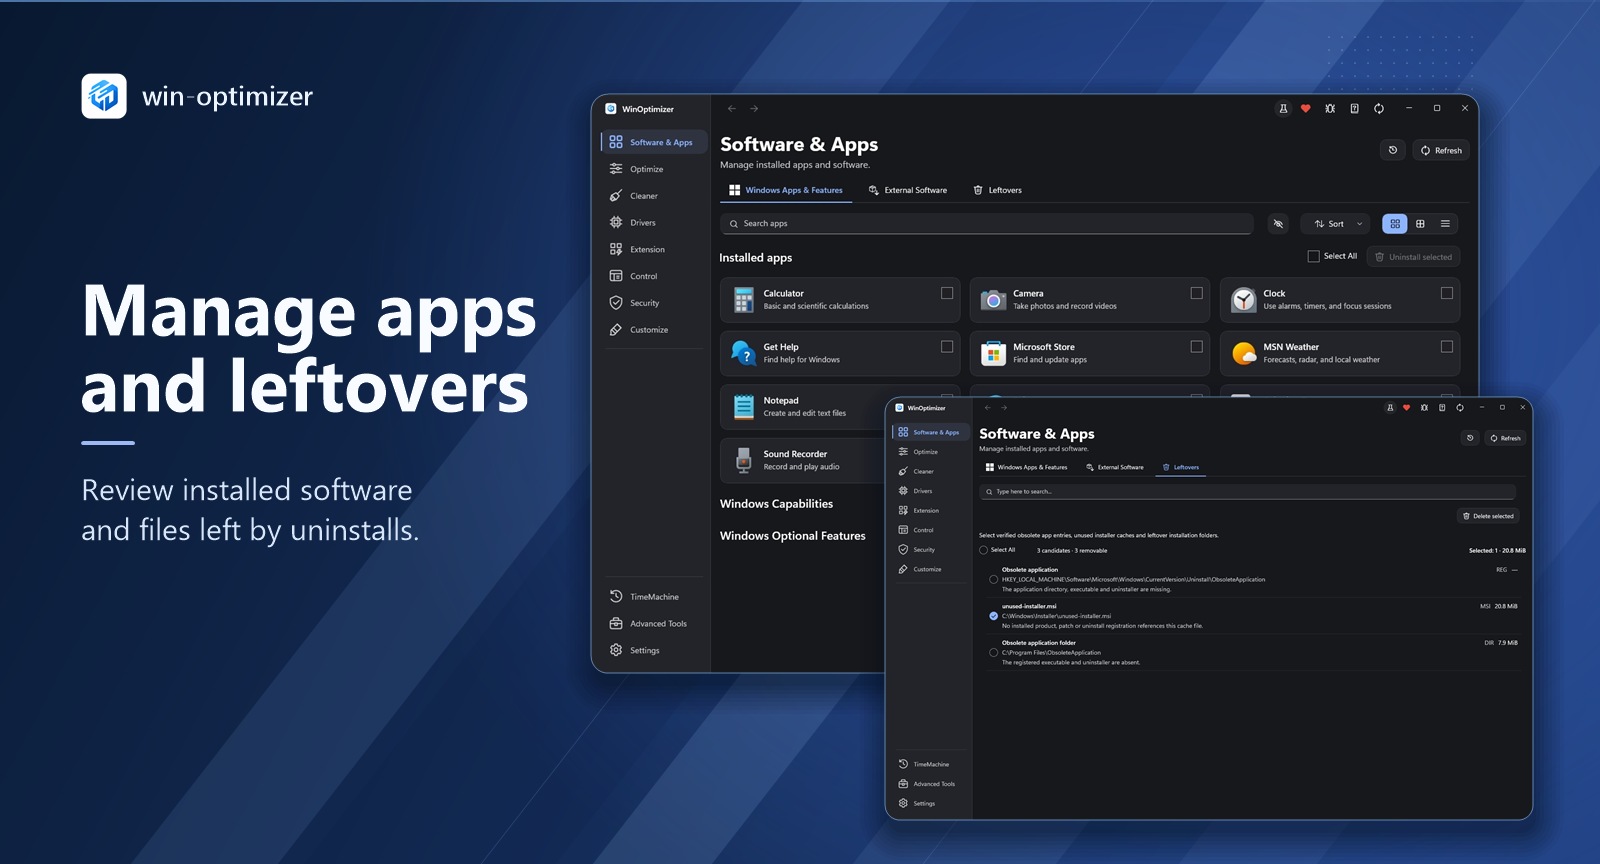 win-optimizer
Manage apps
and leftovers
Review installed software
and files left by uninstalls.
WinOptimizer
Software & Apps
Optimize
Cleaner
Drivers
Extension
Control
Security
Customize
TimeMachine
Advanced Tools
Settings
Software & Apps
Manage installed apps and software.
Refresh
Windows Apps & Features
External Software
Leftovers
Search apps
Sort
Installed apps
Select All
Uninstall selected
Calculator
Basic and scientific calculations
Camera
Take photos and record videos
Clock
Use alarms, timers, and focus sessions
Get Help
Find help for Windows
Microsoft Store
Find and update apps
MSN Weather
Forecasts, radar, and local weather
Notepad
Create and edit text files
Sound Recorder
Record and play audio
Windows Capabilities
Windows Optional Features
WinOptimizer
Software & Apps
Optimize
Cleaner
Drivers
Extension
Control
Security
Customize
TimeMachine
Advanced Tools
Settings
Software & Apps
Manage installed apps and software.
Refresh
Windows Apps & Features
External Software
Leftovers
Type here to search...
Delete selected
Select verified obsolete app entries, unused installer caches and leftover installation folders.
Select All
3 candidates · 3 removable
Selected: 1 · 20.8 MiB
Obsolete application
REG —
HKEY_LOCAL_MACHINE\Software\Microsoft\Windows\CurrentVersion\Uninstall\ObsoleteApplication
The application directory, executable and uninstaller are missing.
unused-installer.msi
MSI 20.8 MiB
C:\Windows\Installer\unused-installer.msi
No installed product, patch or uninstall registration references this cache file.
Obsolete application folder
DIR 7.9 MiB
C:\Program Files\ObsoleteApplication
The registered executable and uninstaller are absent.